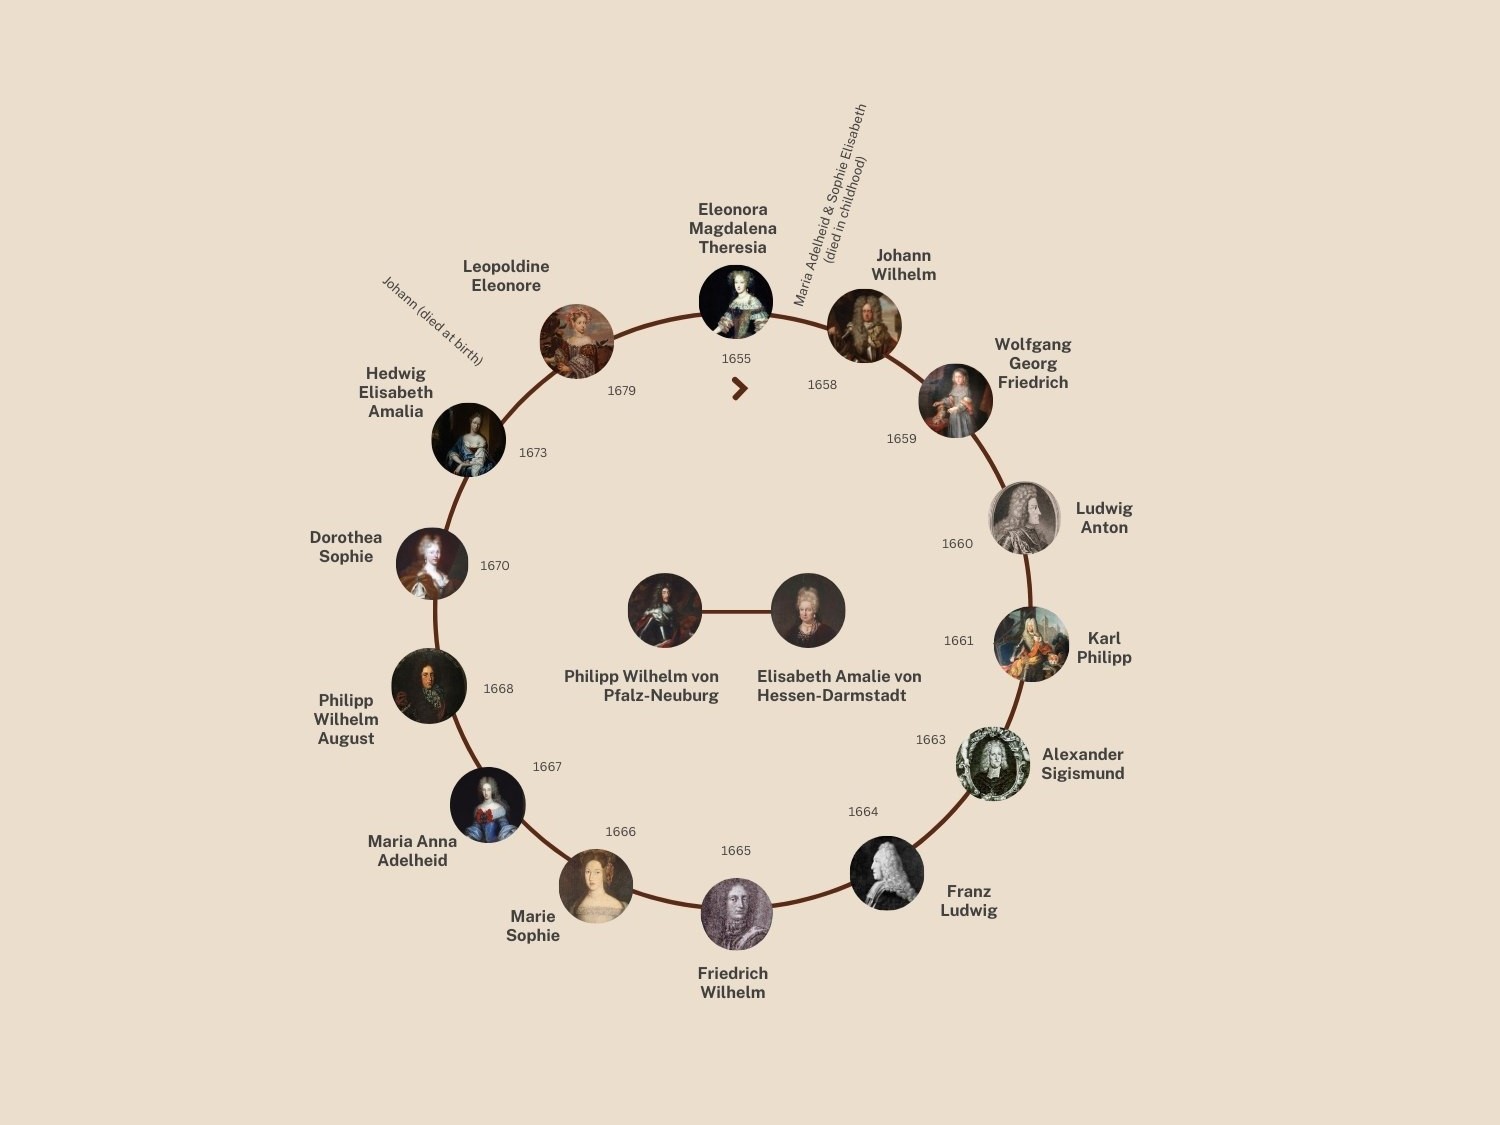 Eleonora
Magdalena
Theresia
1655
Maria Adelheid & Sophie Elisabeth
(died in childhood)
Johann
Wilhelm
1658
Wolfgang
Georg
Friedrich
1659
Ludwig
Anton
1660
Karl
Philipp
1661
Alexander
Sigismund
1663
Franz
Ludwig
1664
Friedrich
Wilhelm
1665
Marie
Sophie
1666
Maria Anna
Adelheid
1667
Philipp
Wilhelm
August
1668
Dorothea
Sophie
1670
Hedwig
Elisabeth
Amalia
1673
Johann (died at birth)
Leopoldine
Eleonore
1679
Philipp Wilhelm von
Pfalz-Neuburg
Elisabeth Amalie von
Hessen-Darmstadt